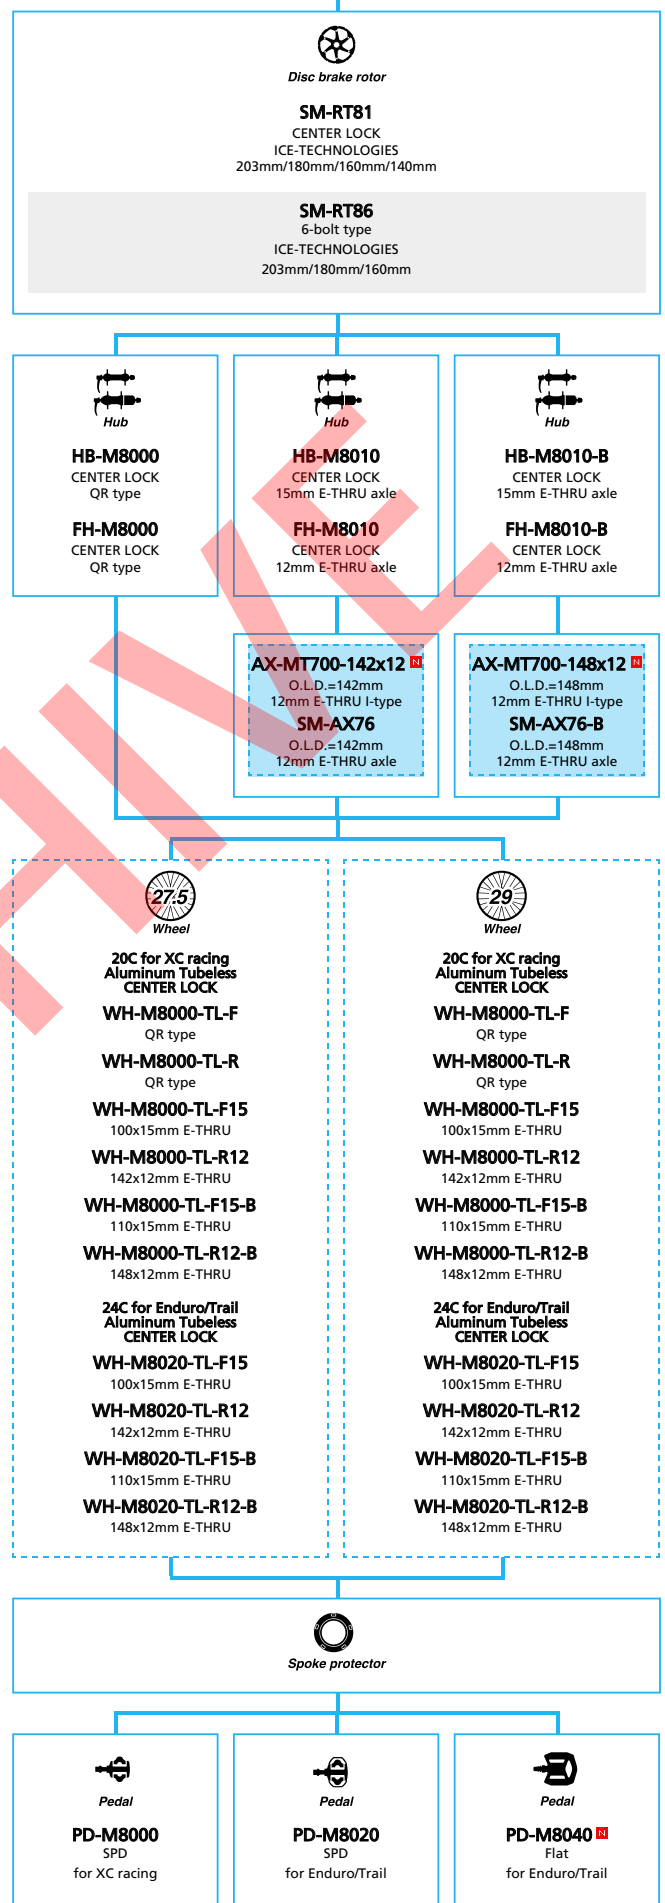 Disc brake rotor
SM-RT81
CENTER LOCK
ICE-TECHNOLOGIES
203mm/180mm/160mm/140mm
SM-RT86
6-bolt type
ICE-TECHNOLOGIES
203mm/180mm/160mm
Hub
HB-M8000
CENTER LOCK
QR type
FH-M8000
CENTER LOCK
QR type
Hub
HB-M8010
CENTER LOCK
15mm E-THRU axle
FH-M8010
CENTER LOCK
12mm E-THRU axle
Hub
HB-M8010-B
CENTER LOCK
15mm E-THRU axle
FH-M8010-B
CENTER LOCK
12mm E-THRU axle
AX-MT700-142x12 N
O.L.D.=142mm
12mm E-THRU I-type
SM-AX76
O.L.D.=142mm
12mm E-THRU axle
AX-MT700-148x12 N
O.L.D.=148mm
12mm E-THRU I-type
SM-AX76-B
O.L.D.=148mm
12mm E-THRU axle
27.5
Wheel
20C for XC racing
Aluminum Tubeless
CENTER LOCK
WH-M8000-TL-F
QR type
WH-M8000-TL-R
QR type
WH-M8000-TL-F15
100x15mm E-THRU
WH-M8000-TL-R12
142x12mm E-THRU
WH-M8000-TL-F15-B
110x15mm E-THRU
WH-M8000-TL-R12-B
148x12mm E-THRU
24C for Enduro/Trail
Aluminum Tubeless
CENTER LOCK
WH-M8020-TL-F15
100x15mm E-THRU
WH-M8020-TL-R12
142x12mm E-THRU
WH-M8020-TL-F15-B
110x15mm E-THRU
WH-M8020-TL-R12-B
148x12mm E-THRU
29
Wheel
20C for XC racing
Aluminum Tubeless
CENTER LOCK
WH-M8000-TL-F
QR type
WH-M8000-TL-R
QR type
WH-M8000-TL-F15
100x15mm E-THRU
WH-M8000-TL-R12
142x12mm E-THRU
WH-M8000-TL-F15-B
110x15mm E-THRU
WH-M8000-TL-R12-B
148x12mm E-THRU
24C for Enduro/Trail
Aluminum Tubeless
CENTER LOCK
WH-M8020-TL-F15
100x15mm E-THRU
WH-M8020-TL-R12
142x12mm E-THRU
WH-M8020-TL-F15-B
110x15mm E-THRU
WH-M8020-TL-R12-B
148x12mm E-THRU
Spoke protector
Pedal
PD-M8000
SPD
for XC racing
Pedal
PD-M8020
SPD
for Enduro/Trail
Pedal
PD-M8040 N
Flat
for Enduro/Trail
HIVE